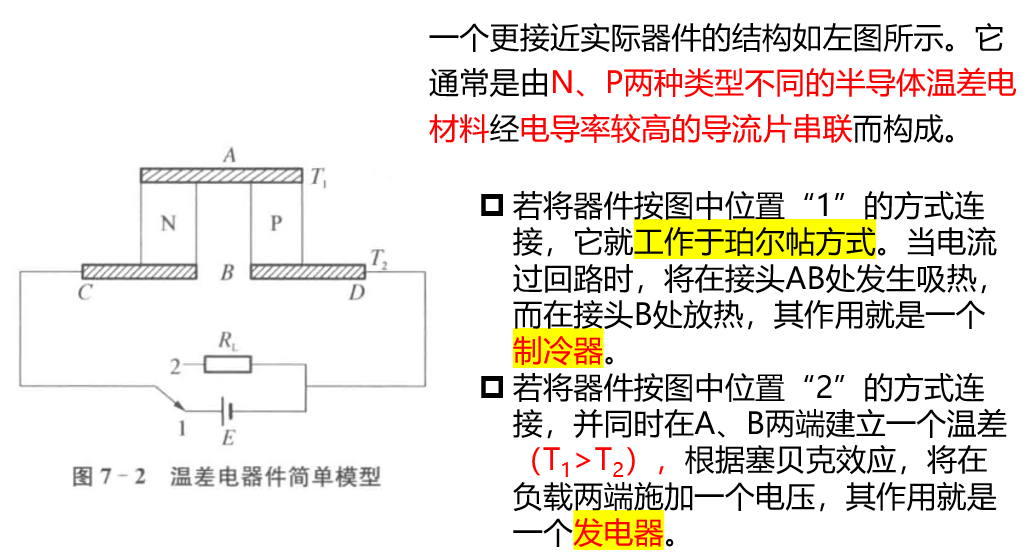 一个更接近实际器件的结构如左图所示。它
通常是由N、P两种类型不同的半导体温差电
材料经电导率较高的导流片串联而构成。
A
T1
N
P
B
T2
C
D
RL
2
1
E
图 7-2 温差电器件简单模型
若将器件按图中位置“1”的方式连
接，它就工作于珀尔帖方式。当电流
过回路时，将在接头AB处发生吸热，
而在接头B处放热，其作用就是一个
制冷器。
若将器件按图中位置“2”的方式连
接，并同时在A、B两端建立一个温差
（T1>T2），根据塞贝克效应，将在
负载两端施加一个电压，其作用就是
一个发电器。